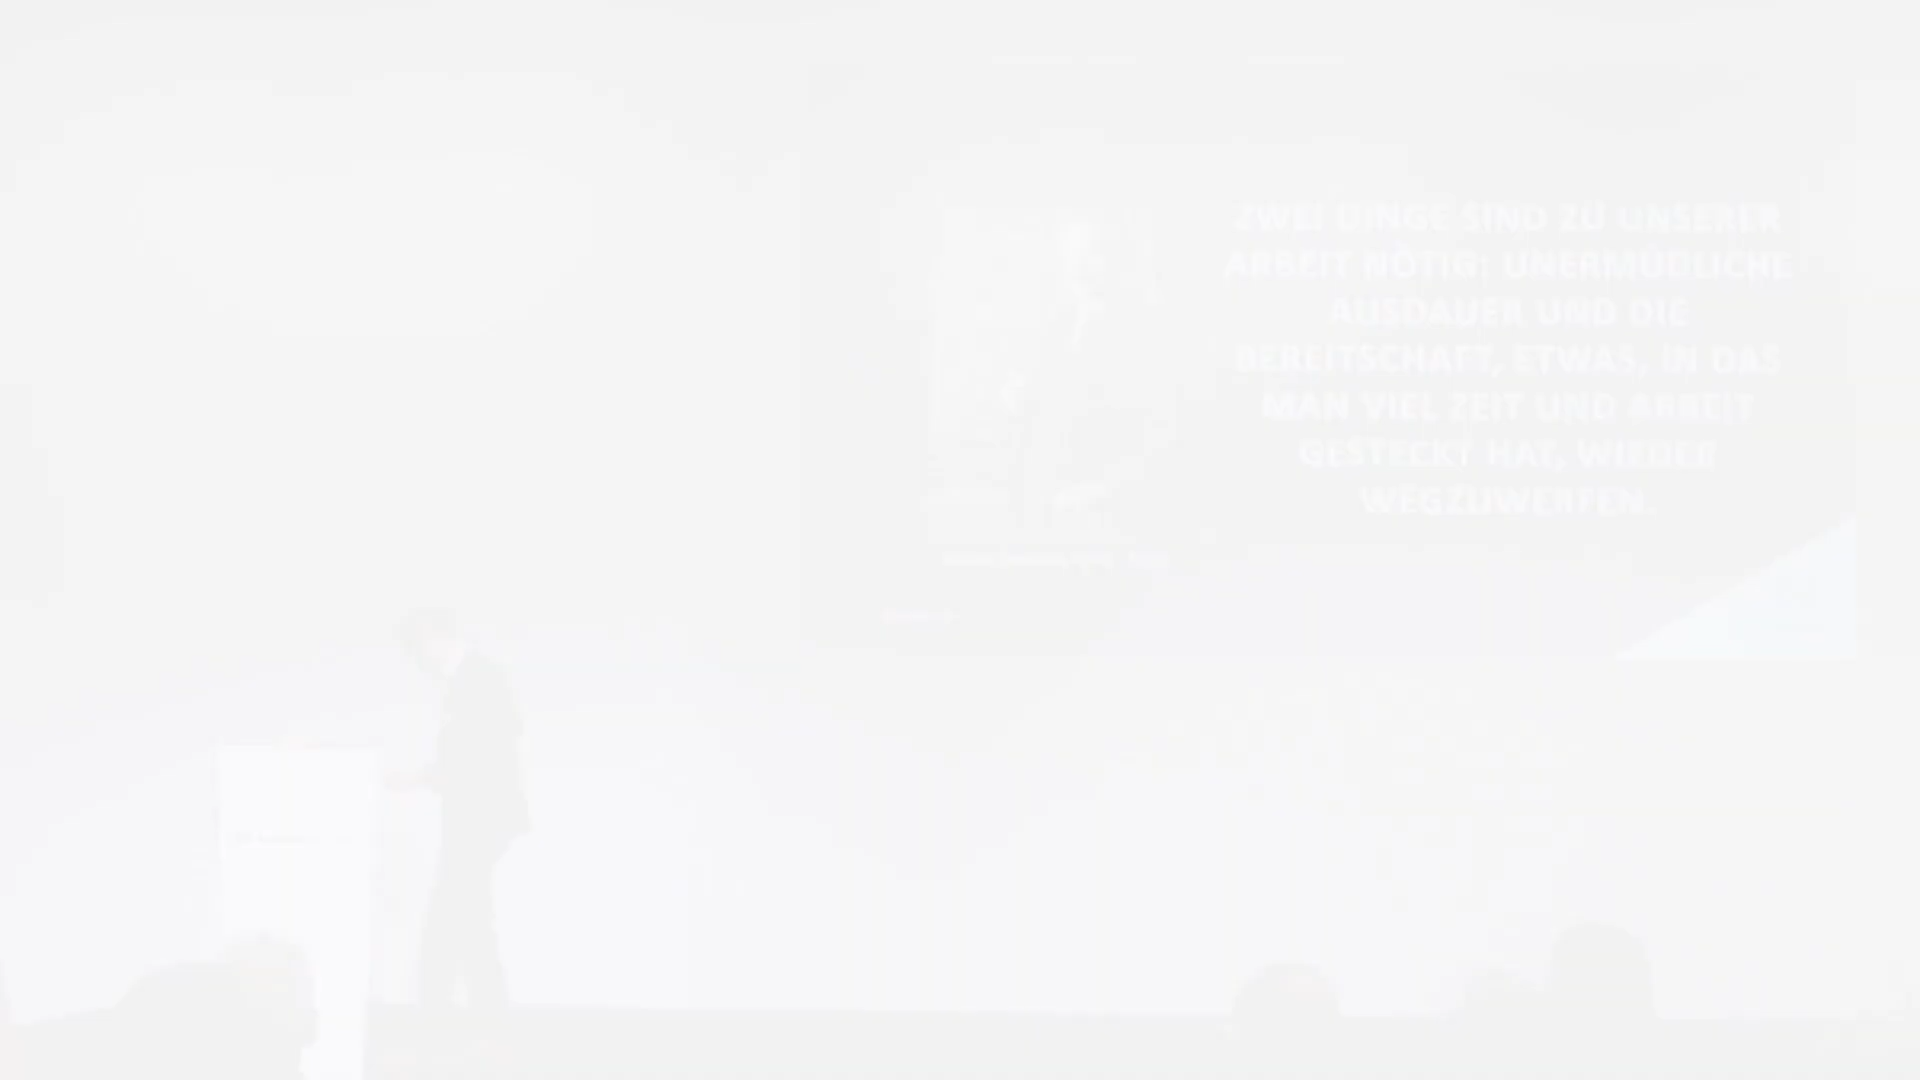 ZWEI DINGE SIND ZU UNSERER
ARBEIT NÖTIG: UNERMÜDLICHE
AUSDAUER UND DIE
BEREITSCHAFT, ETWAS, IN DAS
MAN VIEL ZEIT UND ARBEIT
GESTECKT HAT, WIEDER
WEGZUWERFEN.